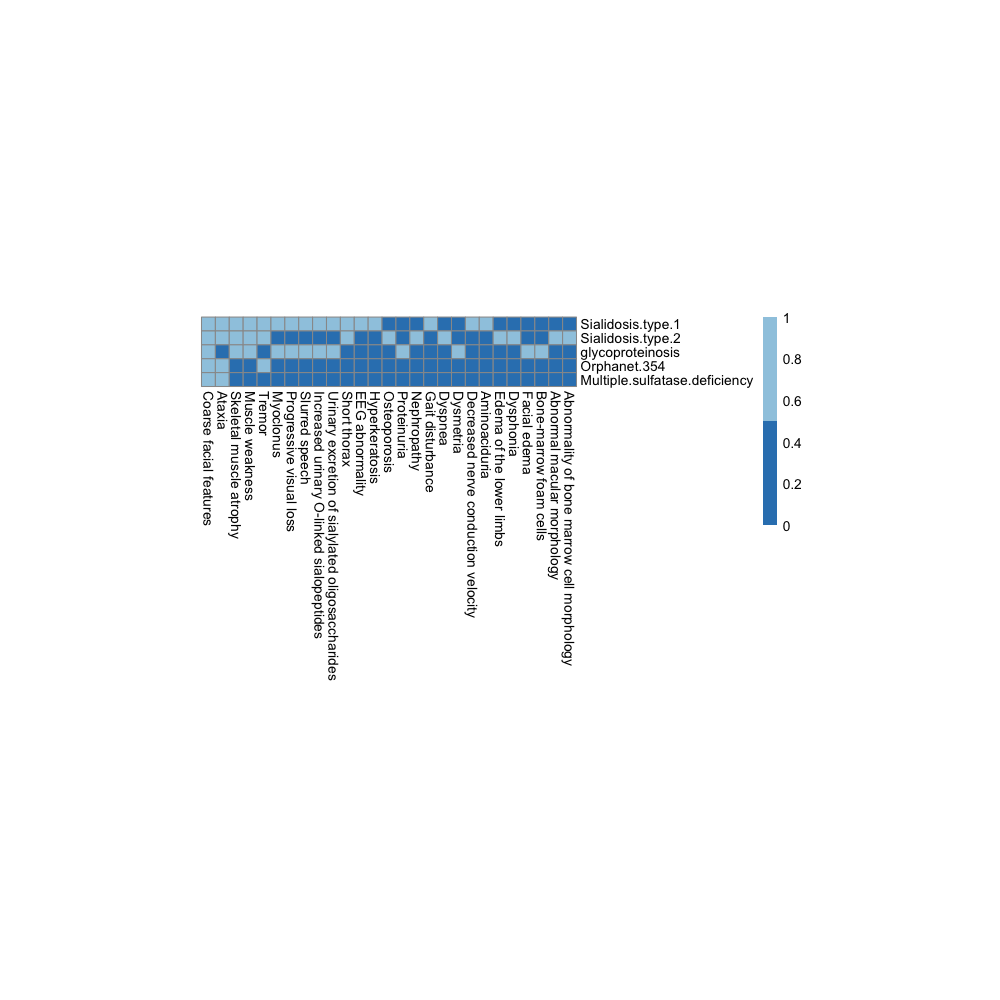 Sialidosis.type.1
Sialidosis.type.2
glycoproteinosis
Orphanet.354
Multiple.sulfatase.deficiency
Coarse facial features
Ataxia
Skeletal muscle atrophy
Muscle weakness
Tremor
Myoclonus
Progressive visual loss
Slurred speech
Increased urinary O-linked sialopeptides
Urinary excretion of sialylated oligosaccharides
Short thorax
EEG abnormality
Hyperkeratosis
Osteoporosis
Proteinuria
Nephropathy
Gait disturbance
Dyspnea
Dysmetria
Decreased nerve conduction velocity
Aminoaciduria
Edema of the lower limbs
Dysphonia
Facial edema
Bone-marrow foam cells
Abnormal macular morphology
Abnormality of bone marrow cell morphology
1
0.8
0.6
0.4
0.2
0